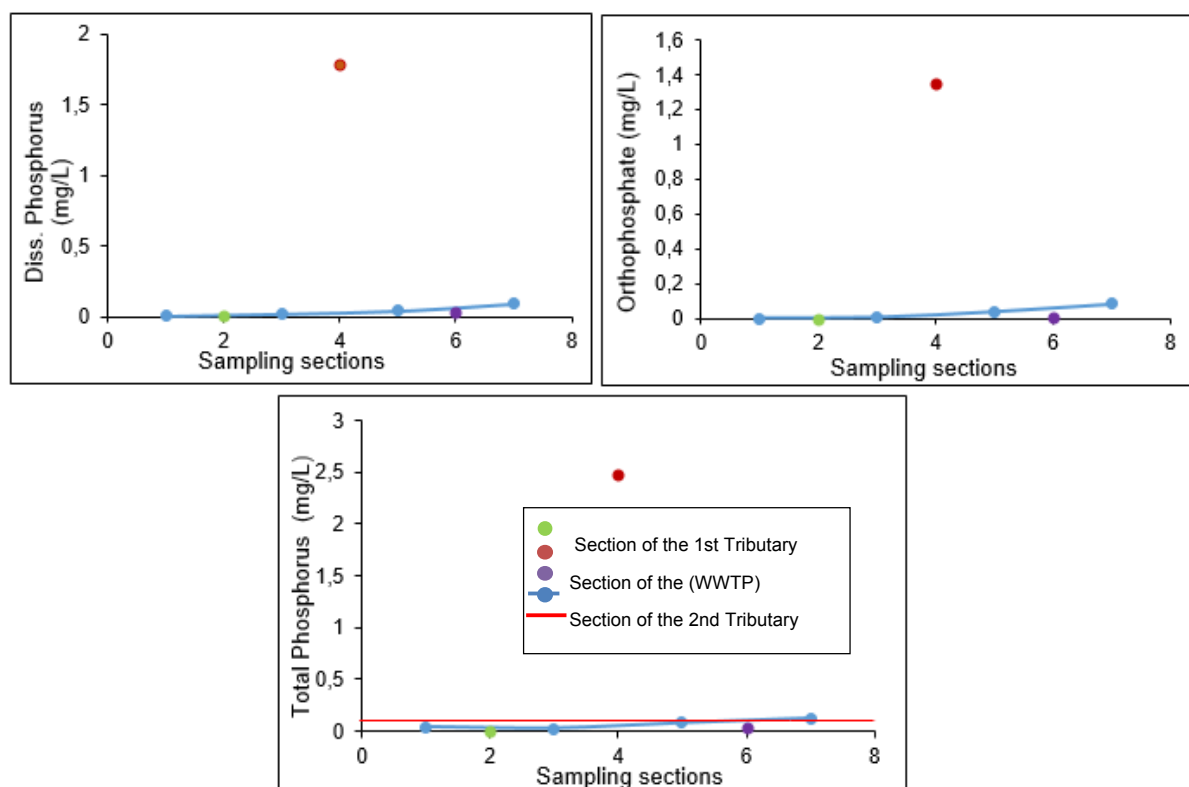 2
1,5
1
0,5
0
Diss. Phosphorus
(mg/L)
0 2 4 6 8
Sampling sections
1,6
1,4
1,2
1
0,8
0,6
0,4
0,2
0
Orthophosphate (mg/L)
0 2 4 6 8
Sampling sections
3
2,5
2
1,5
1
0,5
0
Total Phosphorus (mg/L)
Section of the 1st Tributary
Section of the (WWTP)
Section of the 2nd Tributary
0 2 4 6 8
Sampling sections